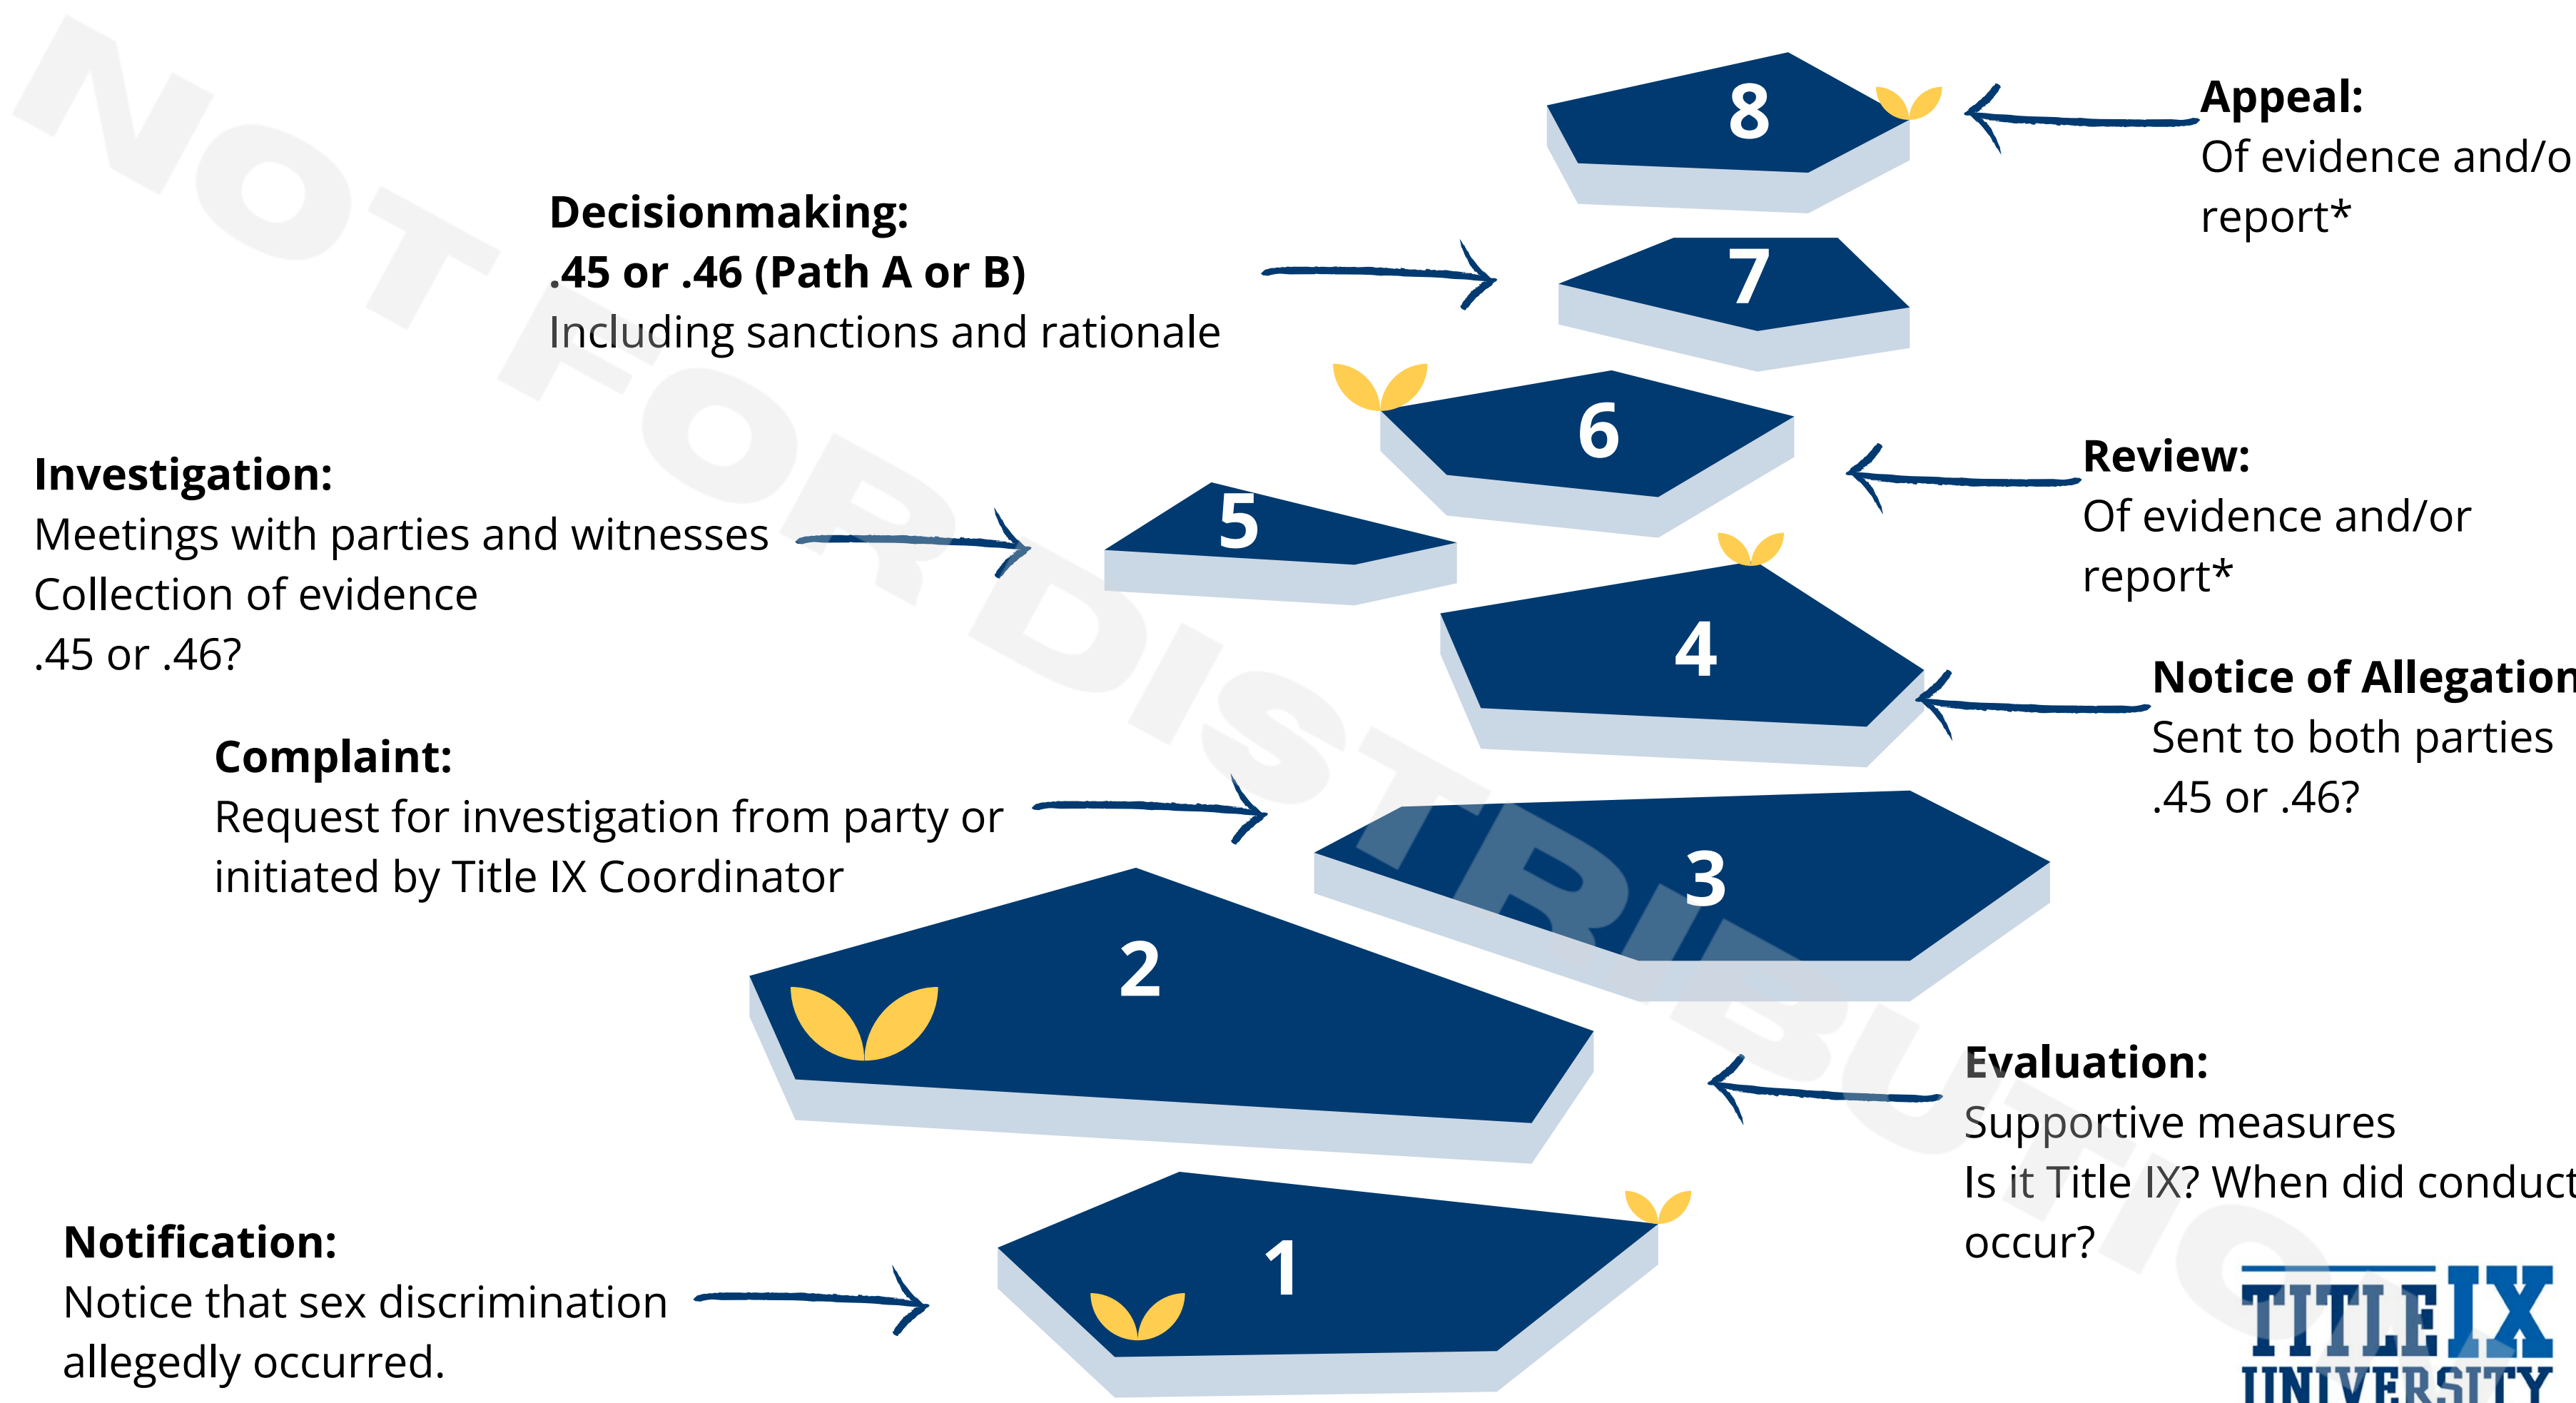 8
Appeal:
Of evidence and/o
report*
Decisionmaking:
.45 or .46 (Path A or B)
Including sanctions and rationale
7
6
Review:
Of evidence and/or
report*
Investigation:
Meetings with parties and witnesses
Collection of evidence
.45 or .46?
5
4
Notice of Allegation
Sent to both parties
.45 or .46?
Complaint:
Request for investigation from party or
initiated by Title IX Coordinator
3
2
Evaluation:
Supportive measures
Is it Title IX? When did conduct
occur?
Notification:
Notice that sex discrimination
allegedly occurred.
1
TITLE IX
UNIVERSITY
NOT FOR DISTRIBUTION